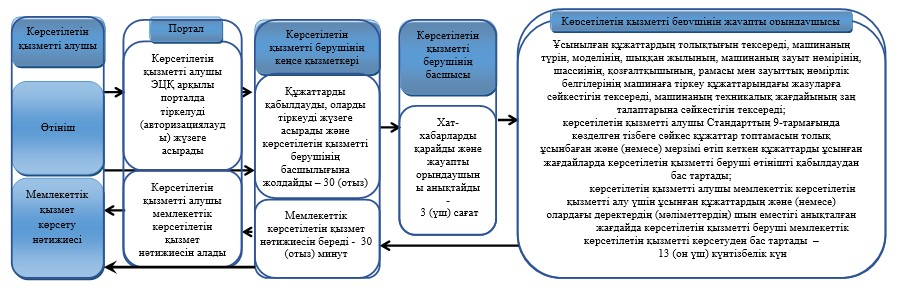 Көрсетілетін
қызметті алушы
Өтініш
Мемлекеттік
қызмет
көрсету
нәтижесі
Портал
Көрсетілетін
қызметті алушы
ЭЦҚ арқылы
порталда
тіркелуді
(авторизациялауд
ы) жүзеге
асырады
Көрсетілетін
қызметті алушы
мемлекеттік
көрсетілетін
қызмет
нәтижесін алады
Көрсетілетін
қызметті берушінің
кеңсе қызметкері
Құжаттарды
қабылдауды, оларды
тіркеуді жүзеге
асырады және
көрсетілетін қызметті
берушінің
басшылығына
жолдайды – 30 (отыз)
Мемлекеттік
көрсетілетін қызмет
нәтижесін береді - 30
(отыз) минут
Көрсетілетін
қызметті
берушінің
басшысы
Хат-
хабарларды
қарайды және
жауапты
орындаушын
ы анықтайды
-
3 (үш) сағат
Көрсетілетін қызметті берушінің жауапты орындаушысы
Ұсынылған құжаттардың толықтығын тексереді, машинаның
түрін, моделінің, шыққан жылының, машинаның зауыт нөмірінің,
шассиінің, қозғалтқышының, рамасы мен зауыттық нөмірлік
белгілерінің машинаға тіркеу құжаттарындағы жазуларға
сәйкестігін тексереді, машинаның техникалық жағдайының заң
талаптарына сәйкестігін тексереді;
көрсетілетін қызметті алушы Стандарттың 9-тармағында
көзделген тізбеге сәйкес құжаттар топтамасын толық
ұсынбаған және (немесе) мерзімі өтіп кеткен құжаттарды ұсынған
жағдайларда көрсетілетін қызметті беруші өтінішті қабылдаудан
бас тартады;
көрсетілетін қызметті алушы мемлекеттік көрсетілетін
қызметті алу үшін ұсынған құжаттардың және (немесе)
олардағы деректердің (мәліметтердің) шын еместігі анықталған
жағдайда көрсетілетін қызметті беруші мемлекеттік
көрсетілетін қызметті көрсетуден бас тартады –
13 (он үш) күнтізбелік күн